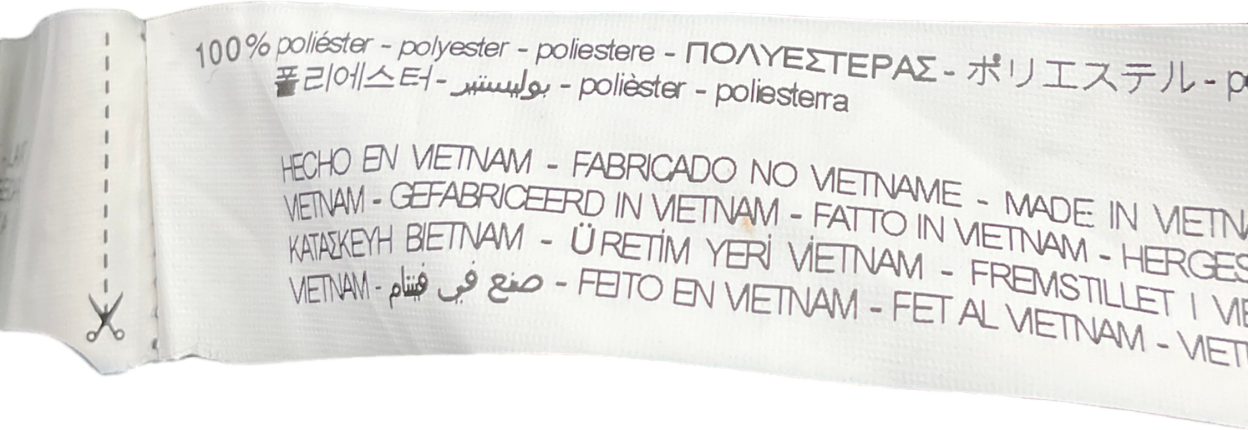 100% poliéster - polyester - poliestere - ΠΟΛΥΕΣΤΕΡΑΣ - ポリエステル -
폴리에스터 - بوليستير - polièster - poliesterra
HECHO EN VIETNAM - FABRICADO NO VIETNAME - MADE IN
VIETNAM - GEFABRICEERD IN VIETNAM - FATTO IN VIETNAM -
ΚΑΤΑΣΚΕΥΗ ΒΙΕΤΝΑΜ - ÜRETİM YERİ VİETNAM - FREMSTILLET I
VIETNAM - صنع في فيتنام - FEITO EN VIETNAM - FET AL VIETNAM -